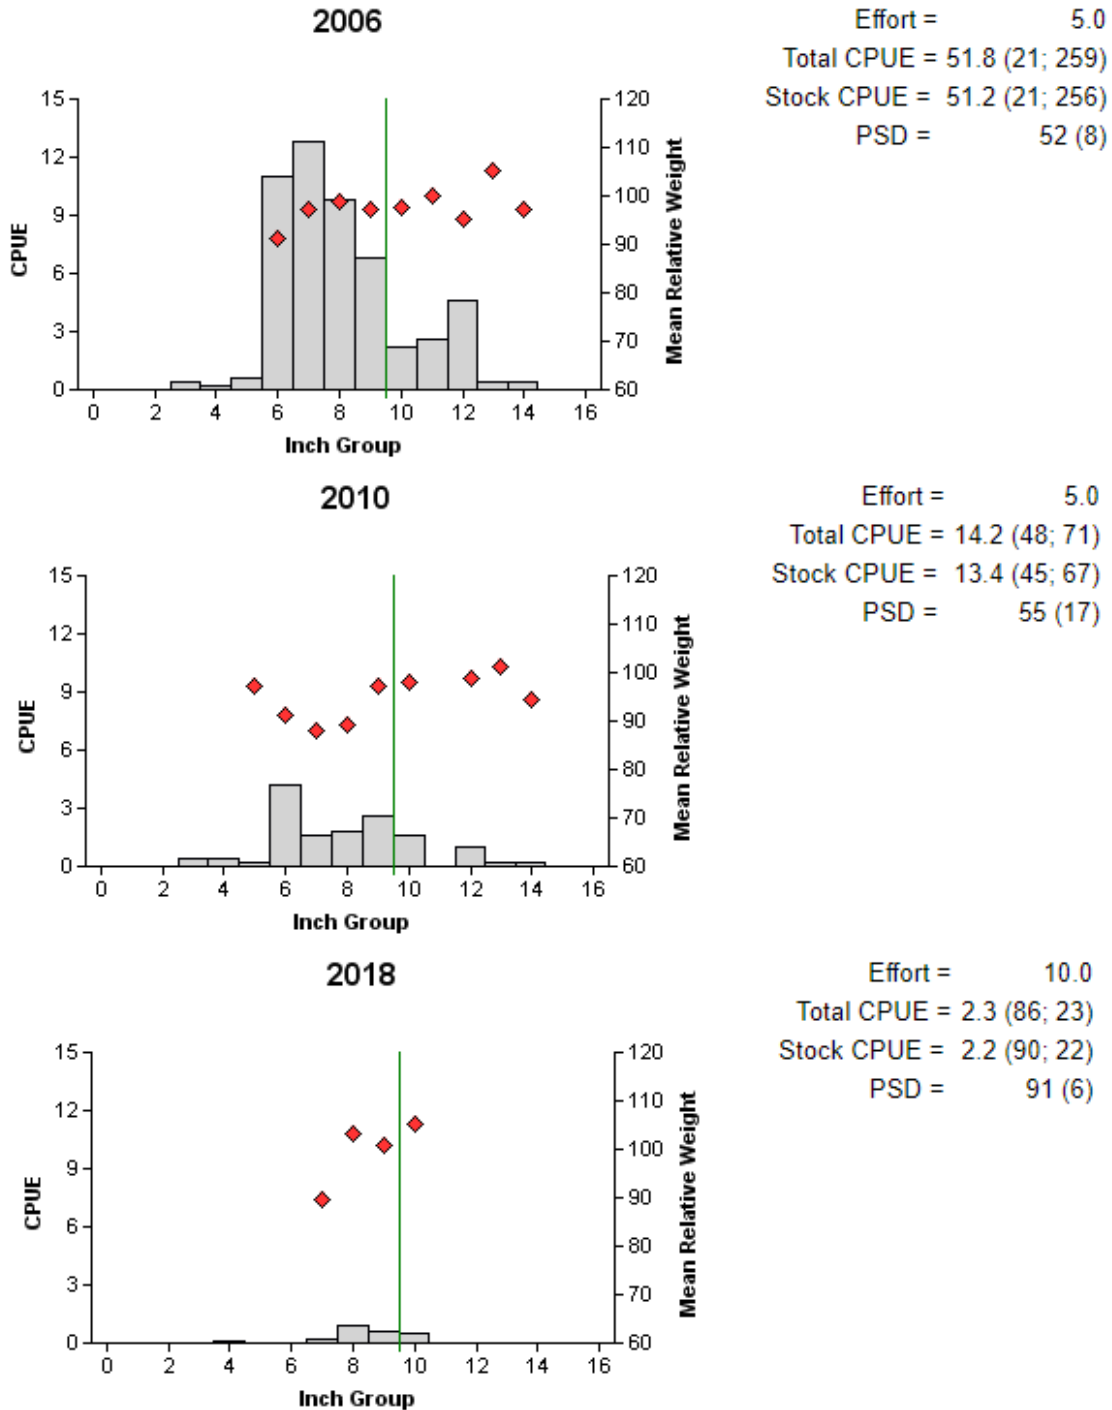 2006
Effort = 5.0
Total CPUE = 51.8 (21; 259)
Stock CPUE = 51.2 (21; 256)
PSD = 52 (8)
15
12
9
6
3
0
CPUE
120
110
100
90
80
70
60
Mean Relative Weight
0 2 4 6 8 10 12 14 16
Inch Group
2010
Effort = 5.0
Total CPUE = 14.2 (48; 71)
Stock CPUE = 13.4 (45; 67)
PSD = 55 (17)
15
12
9
6
3
0
CPUE
120
110
100
90
80
70
60
Mean Relative Weight
0 2 4 6 8 10 12 14 16
Inch Group
2018
Effort = 10.0
Total CPUE = 2.3 (86; 23)
Stock CPUE = 2.2 (90; 22)
PSD = 91 (6)
15
12
9
6
3
0
CPUE
120
110
100
90
80
70
60
Mean Relative Weight
0 2 4 6 8 10 12 14 16
Inch Group